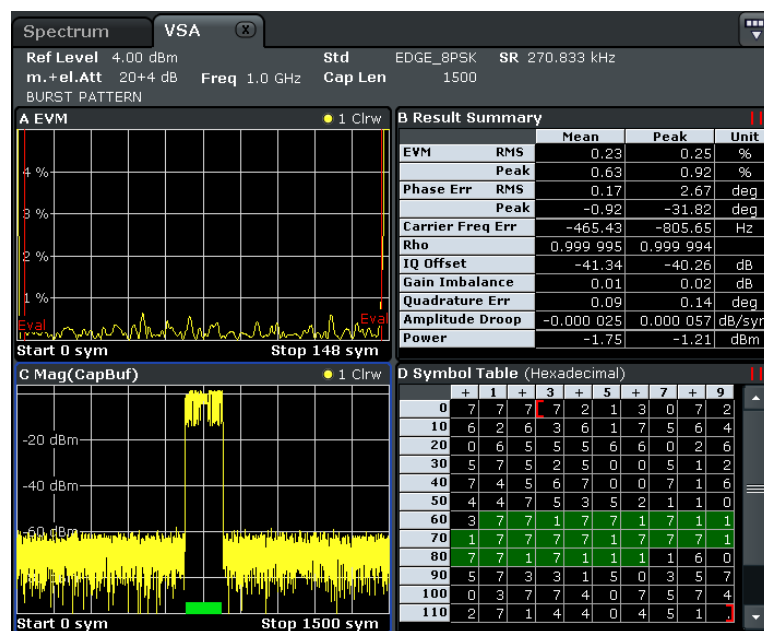 Spectrum VSA X
Ref Level 4.00 dBm Std EDGE_8PSK SR 270.833 kHz
m.+el.Att 20+4 dB Freq 1.0 GHz Cap Len 1500
BURST PATTERN
A EVM 1 Clrw
4 %
3 %
2 %
1 %
Eval Eval
Start 0 sym Stop 148 sym
B Result Summary
Mean Peak Unit
EVM RMS 0.23 0.25 %
Peak 0.63 0.92 %
Phase Err RMS 0.17 2.67 deg
Peak -0.92 -31.82 deg
Carrier Freq Err -465.43 -805.65 Hz
Rho 0.999 995 0.999 994
IQ Offset -41.34 -40.26 dB
Gain Imbalance 0.01 0.02 dB
Quadrature Err 0.09 0.14 deg
Amplitude Droop -0.000 025 0.000 057 dB/sym
Power -1.75 -1.21 dBm
C Mag(CapBuf) 1 Clrw
-20 dBm
-40 dBm
-60 dBm
Start 0 sym Stop 1500 sym
D Symbol Table (Hexadecimal)
+ 1 + 3 + 5 + 7 + 9
0 7 7 7 7 2 1 3 0 7 2
10 6 2 6 3 6 1 7 5 6 4
20 0 6 5 5 5 6 6 0 2 6
30 5 7 5 2 5 0 0 5 1 2
40 7 4 5 6 7 0 0 7 1 6
50 4 4 7 5 3 5 2 1 1 0
60 3 7 7 1 7 7 1 7 1 1
70 1 7 7 7 7 1 7 7 7 1
80 7 7 1 7 1 1 1 1 6 0
90 5 7 3 3 1 5 0 3 5 7
100 0 3 7 7 4 0 7 5 7 4
110 2 7 1 4 4 0 4 5 1